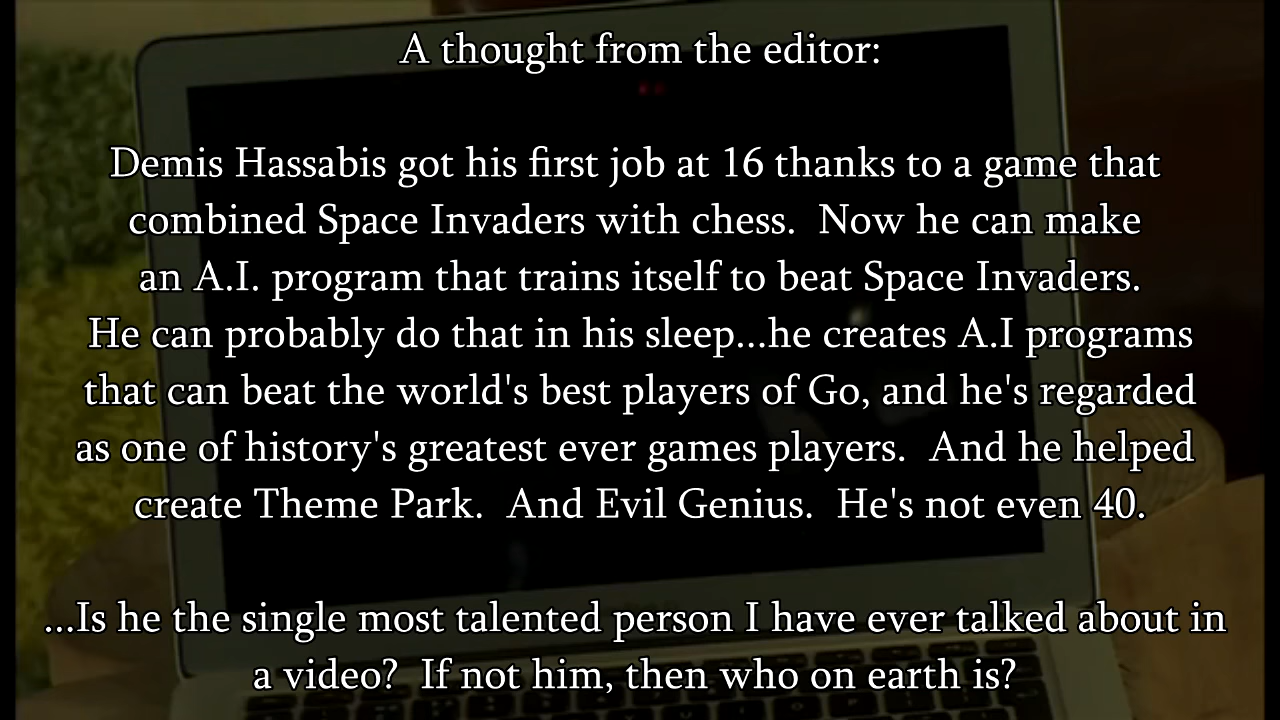 A thought from the editor:
Demis Hassabis got his first job at 16 thanks to a game that
combined Space Invaders with chess.  Now he can make
an A.I. program that trains itself to beat Space Invaders.
He can probably do that in his sleep...he creates A.I programs
that can beat the world's best players of Go, and he's regarded
as one of history's greatest ever games players.  And he helped
create Theme Park.  And Evil Genius.  He's not even 40.
...Is he the single most talented person I have ever talked about in
a video?  If not him, then who on earth is?